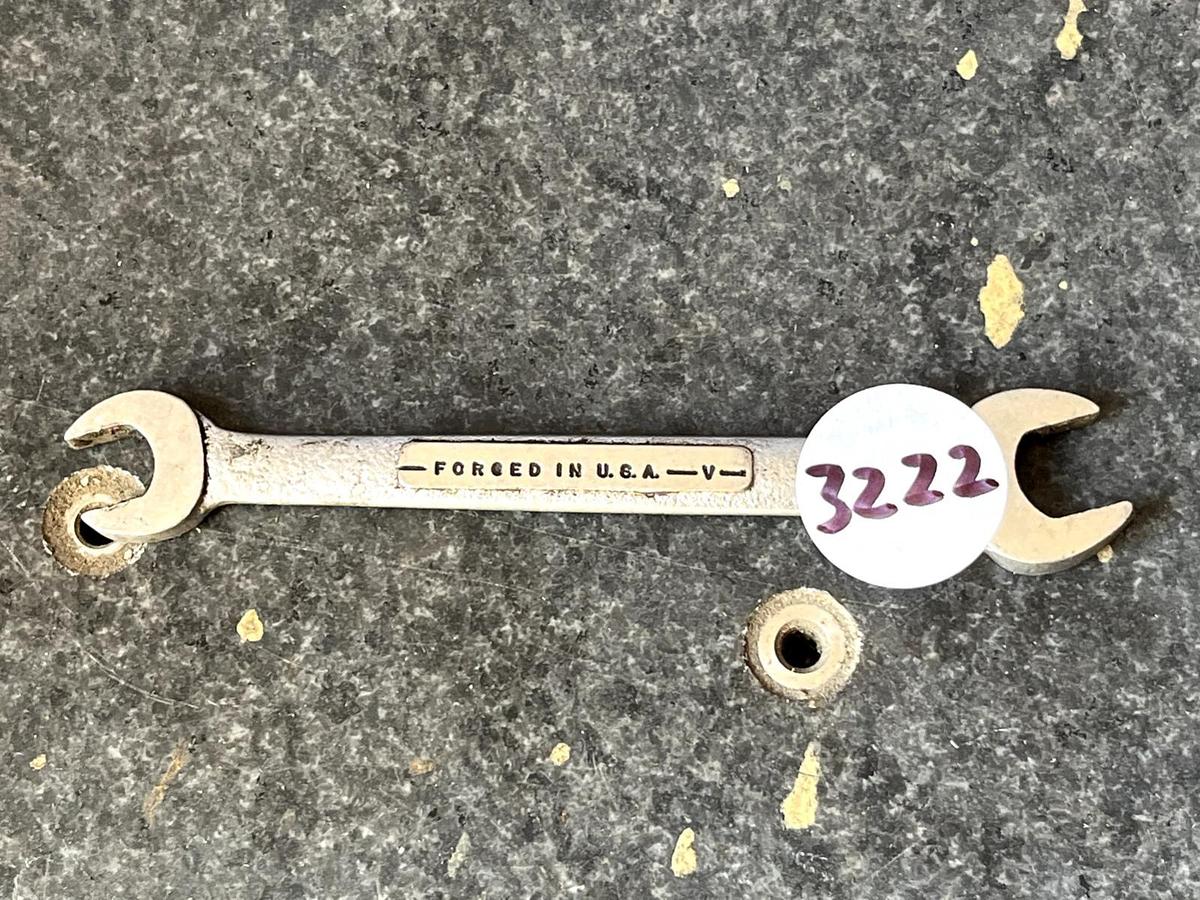 — FORGED IN U.S.A. — V —
3222